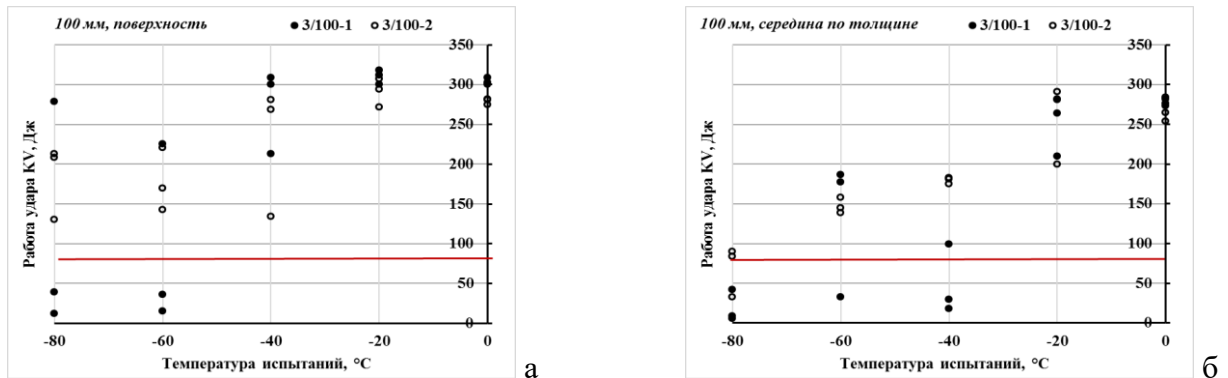 100 мм, поверхность ● 3/100-1 ○ 3/100-2
350
300
250
200
150
100
50
0
Работа удара KV, Дж
-80 -60 -40 -20 0
Температура испытаний, °C
а
100 мм, середина по толщине ● 3/100-1 ○ 3/100-2
350
300
250
200
150
100
50
0
Работа удара KV, Дж
-80 -60 -40 -20 0
Температура испытаний, °C
б